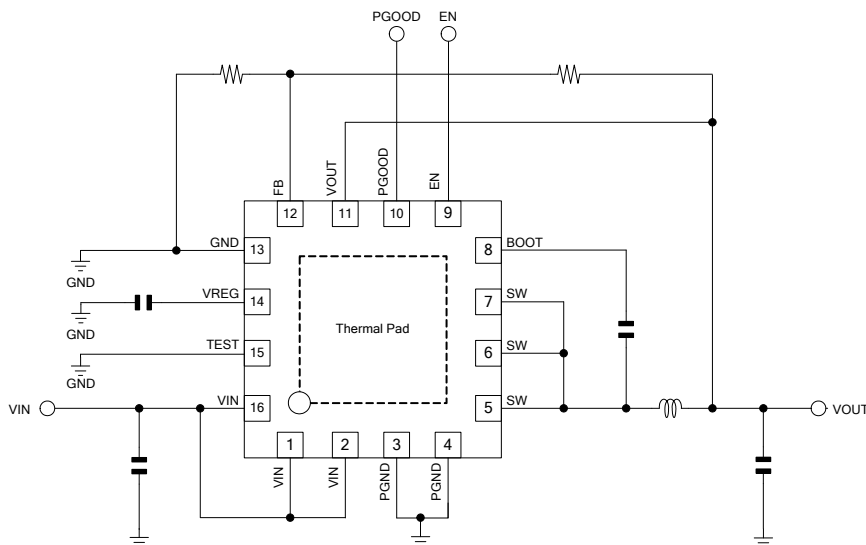 PGOOD EN
FB
VOUT
PGOOD
EN
12 11 10 9
GND 13
GND
8 BOOT
VREG 14
GND
7 SW
Thermal Pad
TEST 15
GND
6 SW
VIN VIN 16
5 SW
VOUT
1 2 3 4
VIN
VIN
PGND
PGND